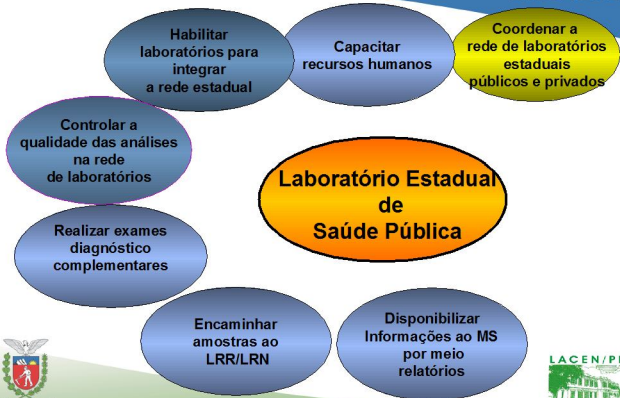 Habilitar
laboratórios para
integrar
a rede estadual
Capacitar
recursos humanos
Coordenar a
rede de laboratórios
estaduais
públicos e privados
Controlar a
qualidade das análises
na rede
de laboratórios
Laboratório Estadual
de
Saúde Pública
Realizar exames
diagnóstico
complementares
Encaminhar
amostras ao
LRR/LRN
Disponibilizar
Informações ao MS
por meio
relatórios
LACEN/P